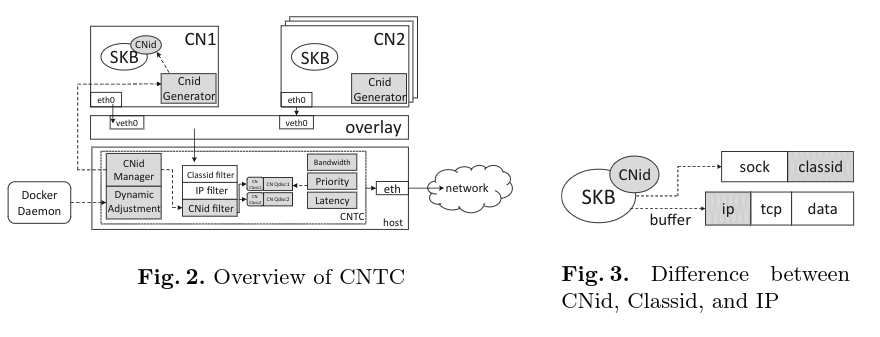 CN1
CNid
SKB
Cnid
Generator
eth0
veth0
CN2
SKB
Cnid
Generator
eth0
veth0
overlay
Docker
Daemon
CNid
Manager
Dynamic
Adjustment
Classid filter
IP filter
CNid filter
CN
Class1
CN Qdisc1
CN
Class2
CN Qdisc2
Bandwidth
Priority
Latency
CNTC
host
eth
network
Fig. 2. Overview of CNTC
CNid
SKB
buffer
sock classid
ip tcp data
Fig. 3. Difference between
CNid, Classid, and IP